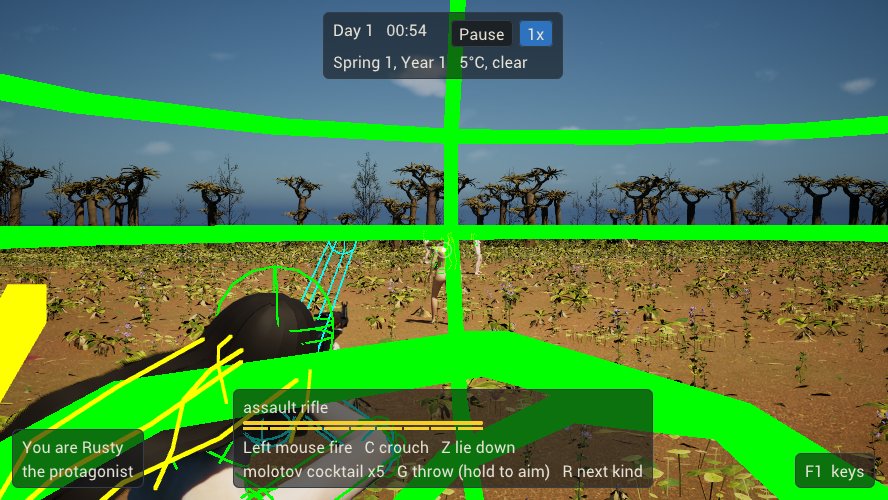 Day 1 00:54 Pause 1x
Spring 1, Year 1 5°C, clear
assault rifle
Left mouse fire C crouch Z lie down
molotov cocktail x5 G throw (hold to aim) R next kind
You are Rusty
the protagonist
F1 keys